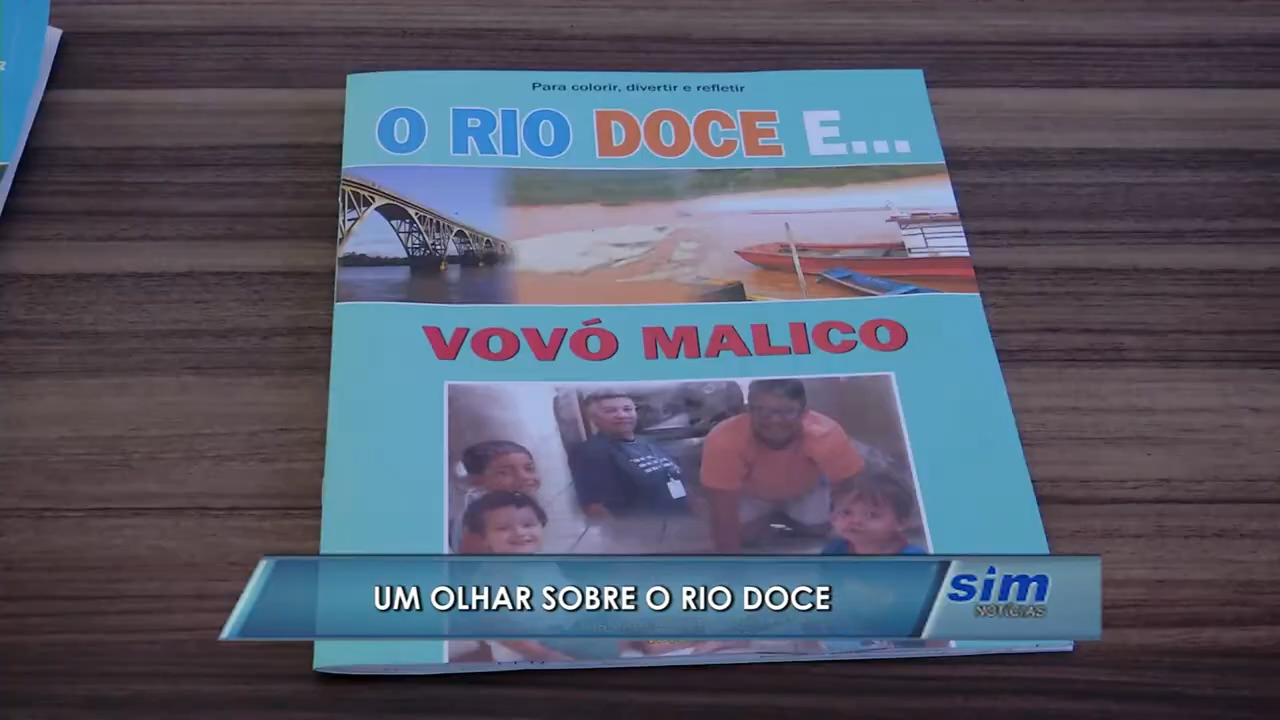 Para colorir, divertir e refletir
O RIO DOCE E...
VOVÓ MALICO
UM OLHAR SOBRE O RIO DOCE
sim
NOTÍCIAS